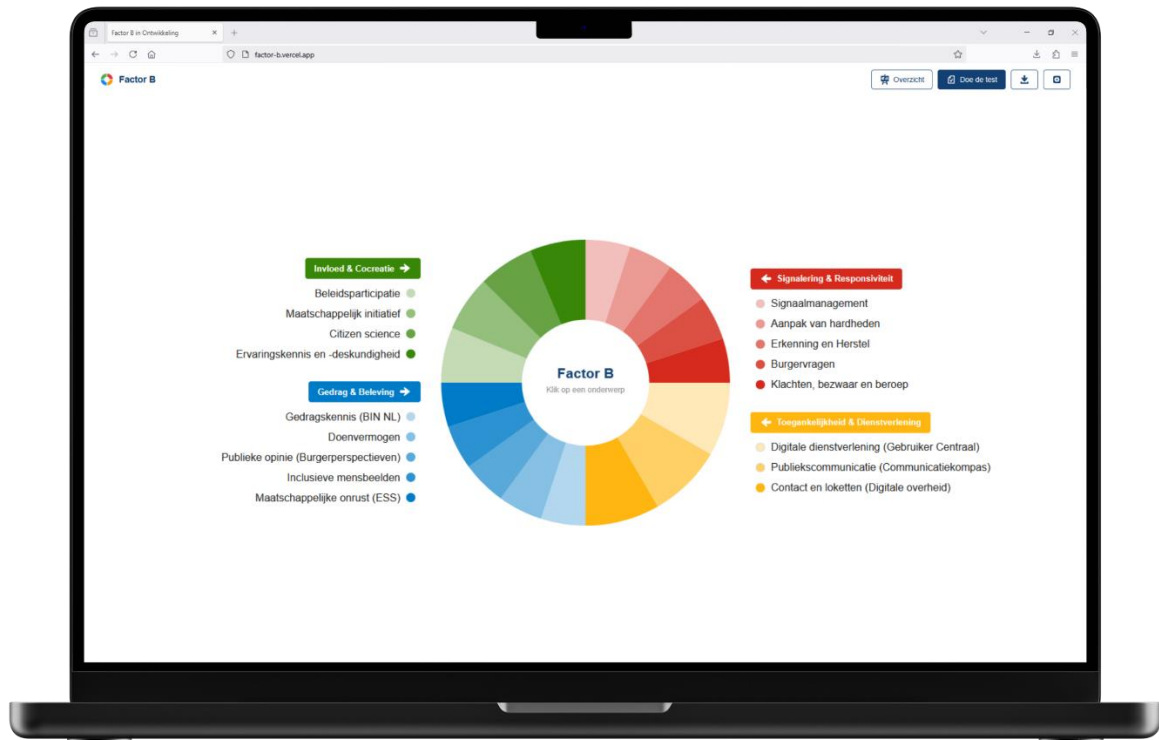 Factor B in Ontwikkeling
factor-b.vercel.app
Factor B
Overzicht
Doe de test
Invloed & Cocreatie
Beleidsparticipatie
Maatschappelijk initiatief
Citizen science
Ervaringskennis en -deskundigheid
Gedrag & Beleving
Gedragskennis (BIN NL)
Doenvermogen
Publieke opinie (Burgerperspectieven)
Inclusieve mensbeelden
Maatschappelijke onrust (ESS)
Factor B
Klik op een onderwerp
Signalering & Responsiviteit
Signaalmanagement
Aanpak van hardheden
Erkenning en Herstel
Burgervragen
Klachten, bezwaar en beroep
Toegankelijkheid & Dienstverlening
Digitale dienstverlening (Gebruiker Centraal)
Publiekscommunicatie (Communicatiekompas)
Contact en loketten (Digitale overheid)